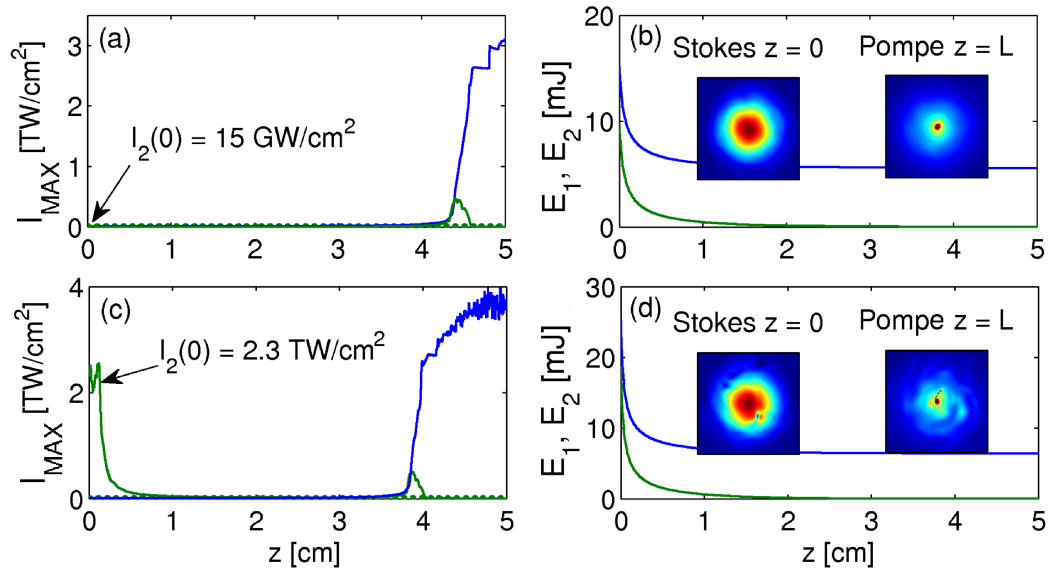 (a)
I_MAX [TW/cm²]
3
2
1
0
I₂(0) = 15 GW/cm²
0 1 2 3 4 5
(b)
E₁, E₂ [mJ]
20
10
0
Stokes z = 0
Pompe z = L
0 1 2 3 4 5
(c)
I_MAX [TW/cm²]
4
2
0
I₂(0) = 2.3 TW/cm²
0 1 2 3 4 5
z [cm]
(d)
E₁, E₂ [mJ]
30
20
10
0
Stokes z = 0
Pompe z = L
0 1 2 3 4 5
z [cm]